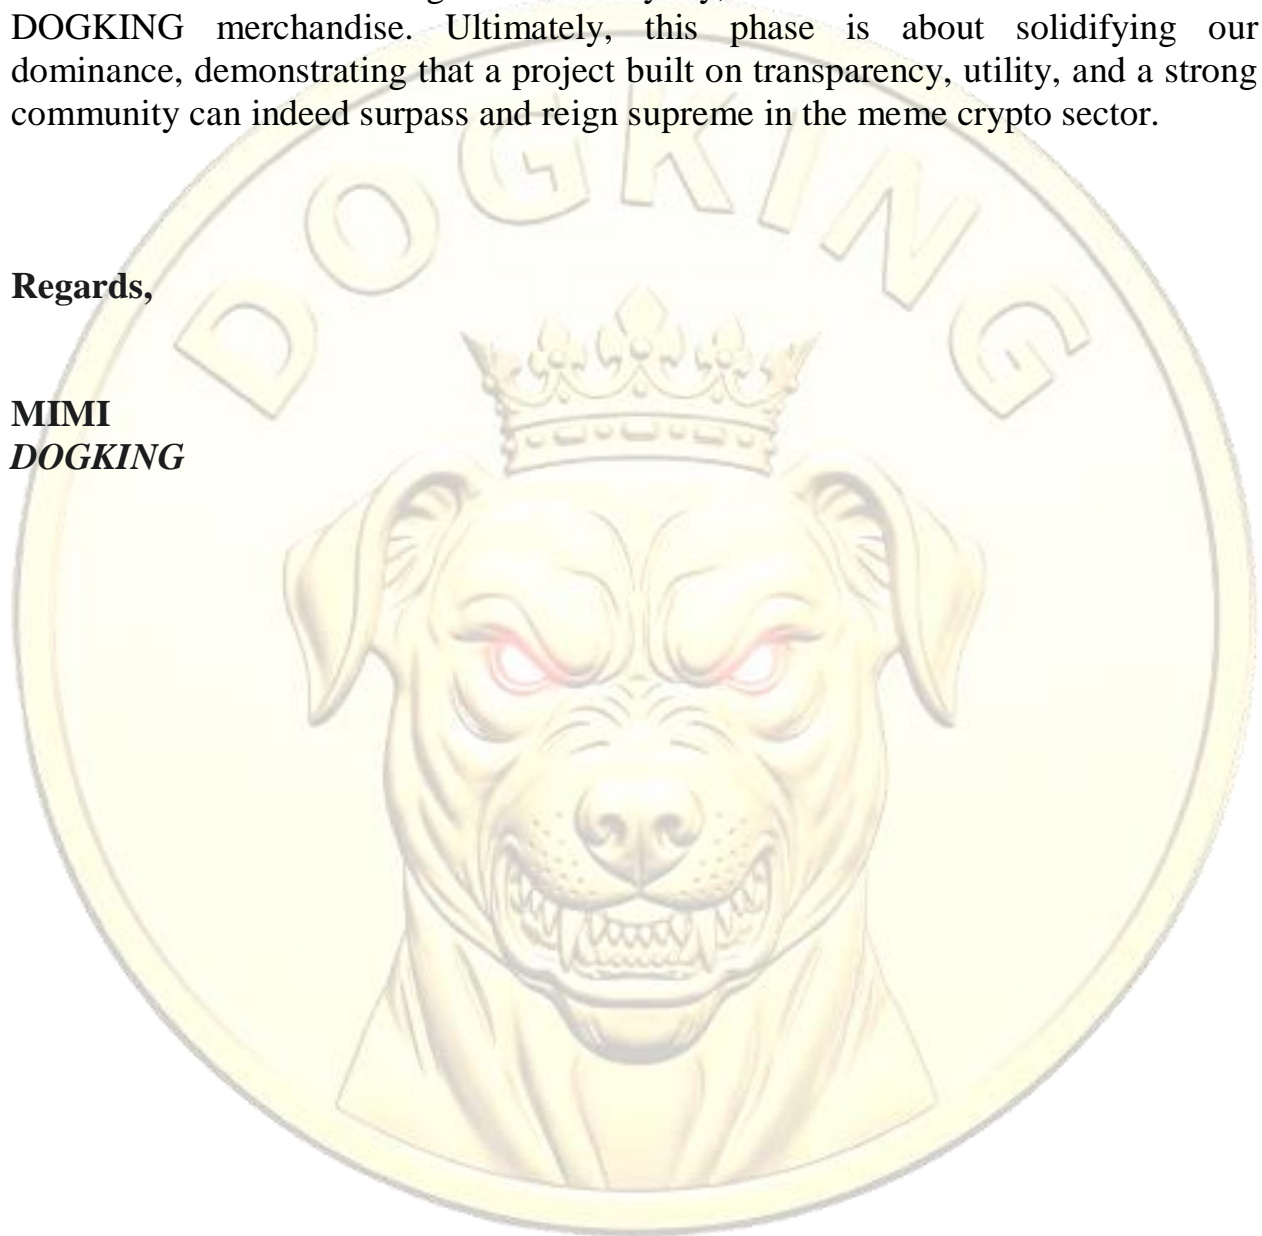 DOGKING merchandise. Ultimately, this phase is about solidifying our
dominance, demonstrating that a project built on transparency, utility, and a strong
community can indeed surpass and reign supreme in the meme crypto sector.
DOGKING
Regards,
MIMI
DOGKING